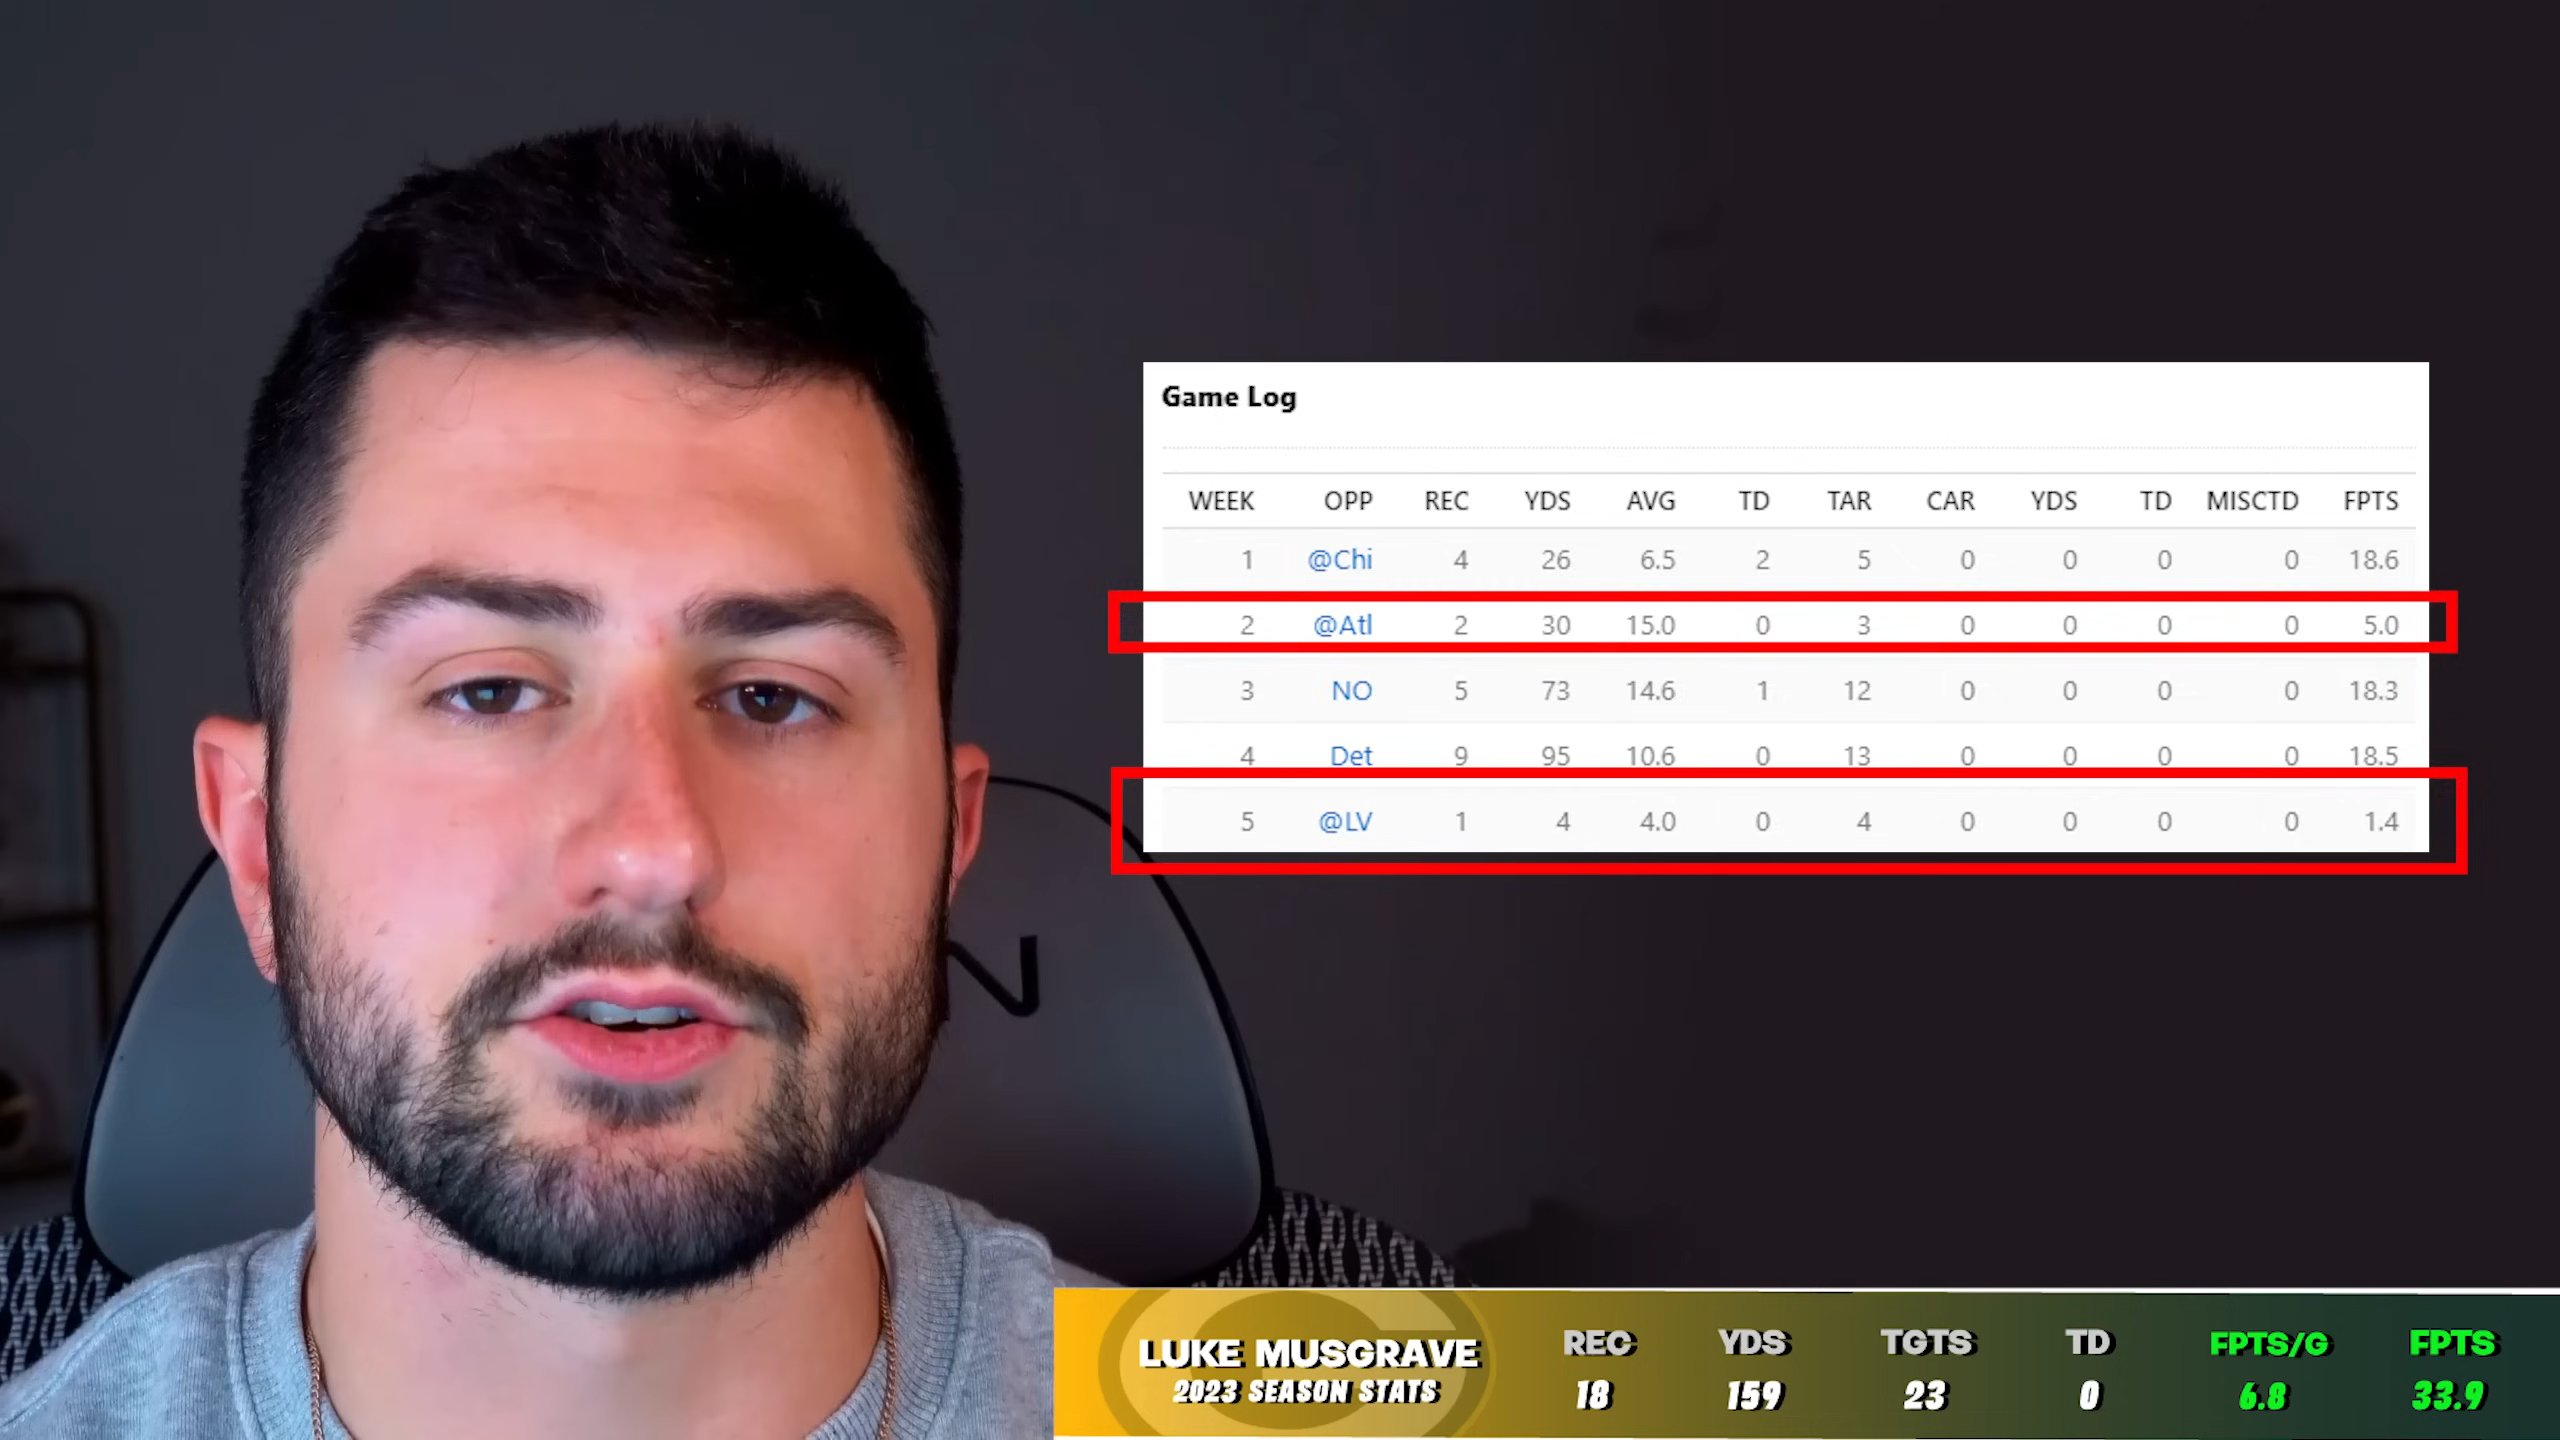 Game Log
WEEK OPP REC YDS AVG TD TAR CAR YDS TD MISCTD FPTS
1 @Chi 4 26 6.5 2 5 0 0 0 0 18.6
2 @Atl 2 30 15.0 0 3 0 0 0 0 5.0
3 NO 5 73 14.6 1 12 0 0 0 0 18.3
4 Det 9 95 10.6 0 13 0 0 0 0 18.5
5 @LV 1 4 4.0 0 4 0 0 0 0 1.4
LUKE MUSGRAVE REC YDS TGTS TD FPTS/G FPTS
2023 SEASON STATS 18 159 23 0 6.8 33.9